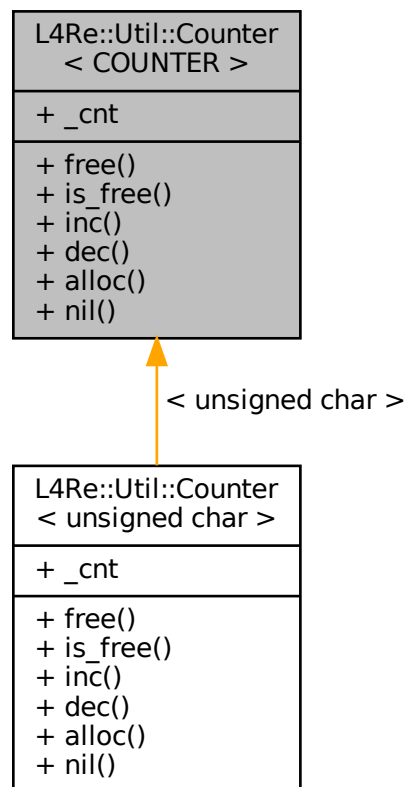 L4Re::Util::Counter
< COUNTER >
+ _cnt
+ free()
+ is_free()
+ inc()
+ dec()
+ alloc()
+ nil()
< unsigned char >
L4Re::Util::Counter
< unsigned char >
+ _cnt
+ free()
+ is_free()
+ inc()
+ dec()
+ alloc()
+ nil()